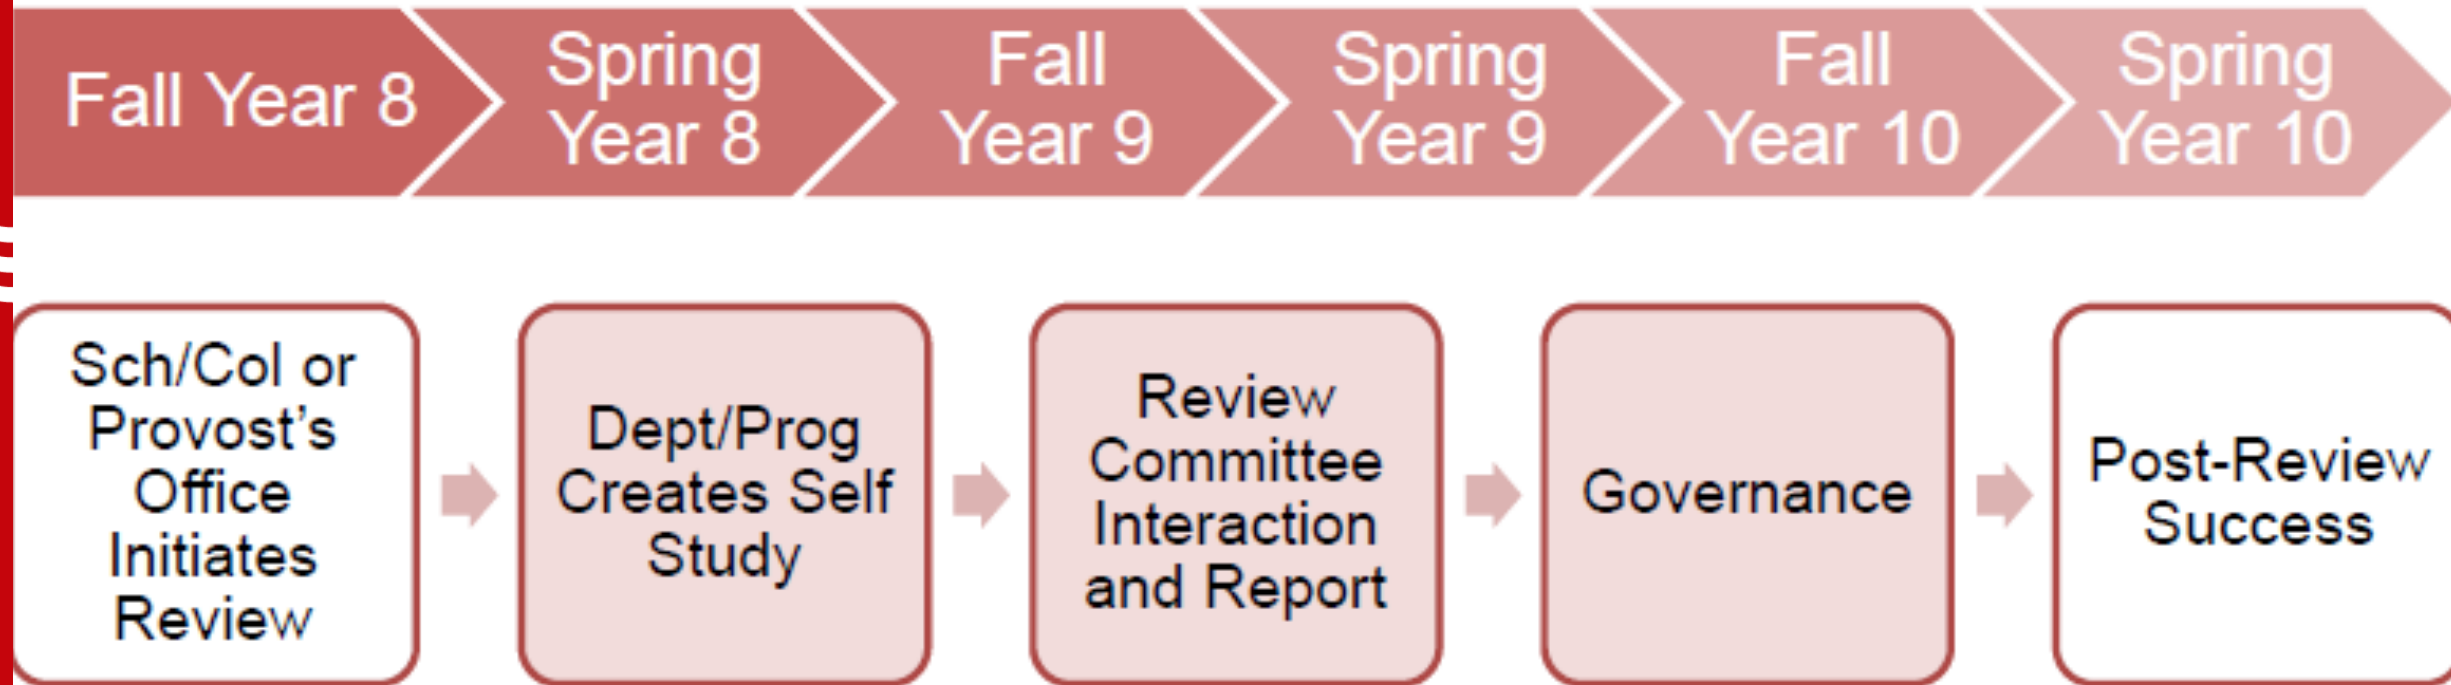 Fall Year 8
Spring
Year 8
Fall
Year 9
Spring
Year 9
Fall
Year 10
Spring
Year 10
Sch/Col or
Provost’s
Office
Initiates
Review
Dept/Prog
Creates Self
Study
Review
Committee
Interaction
and Report
Governance
Post-Review
Success